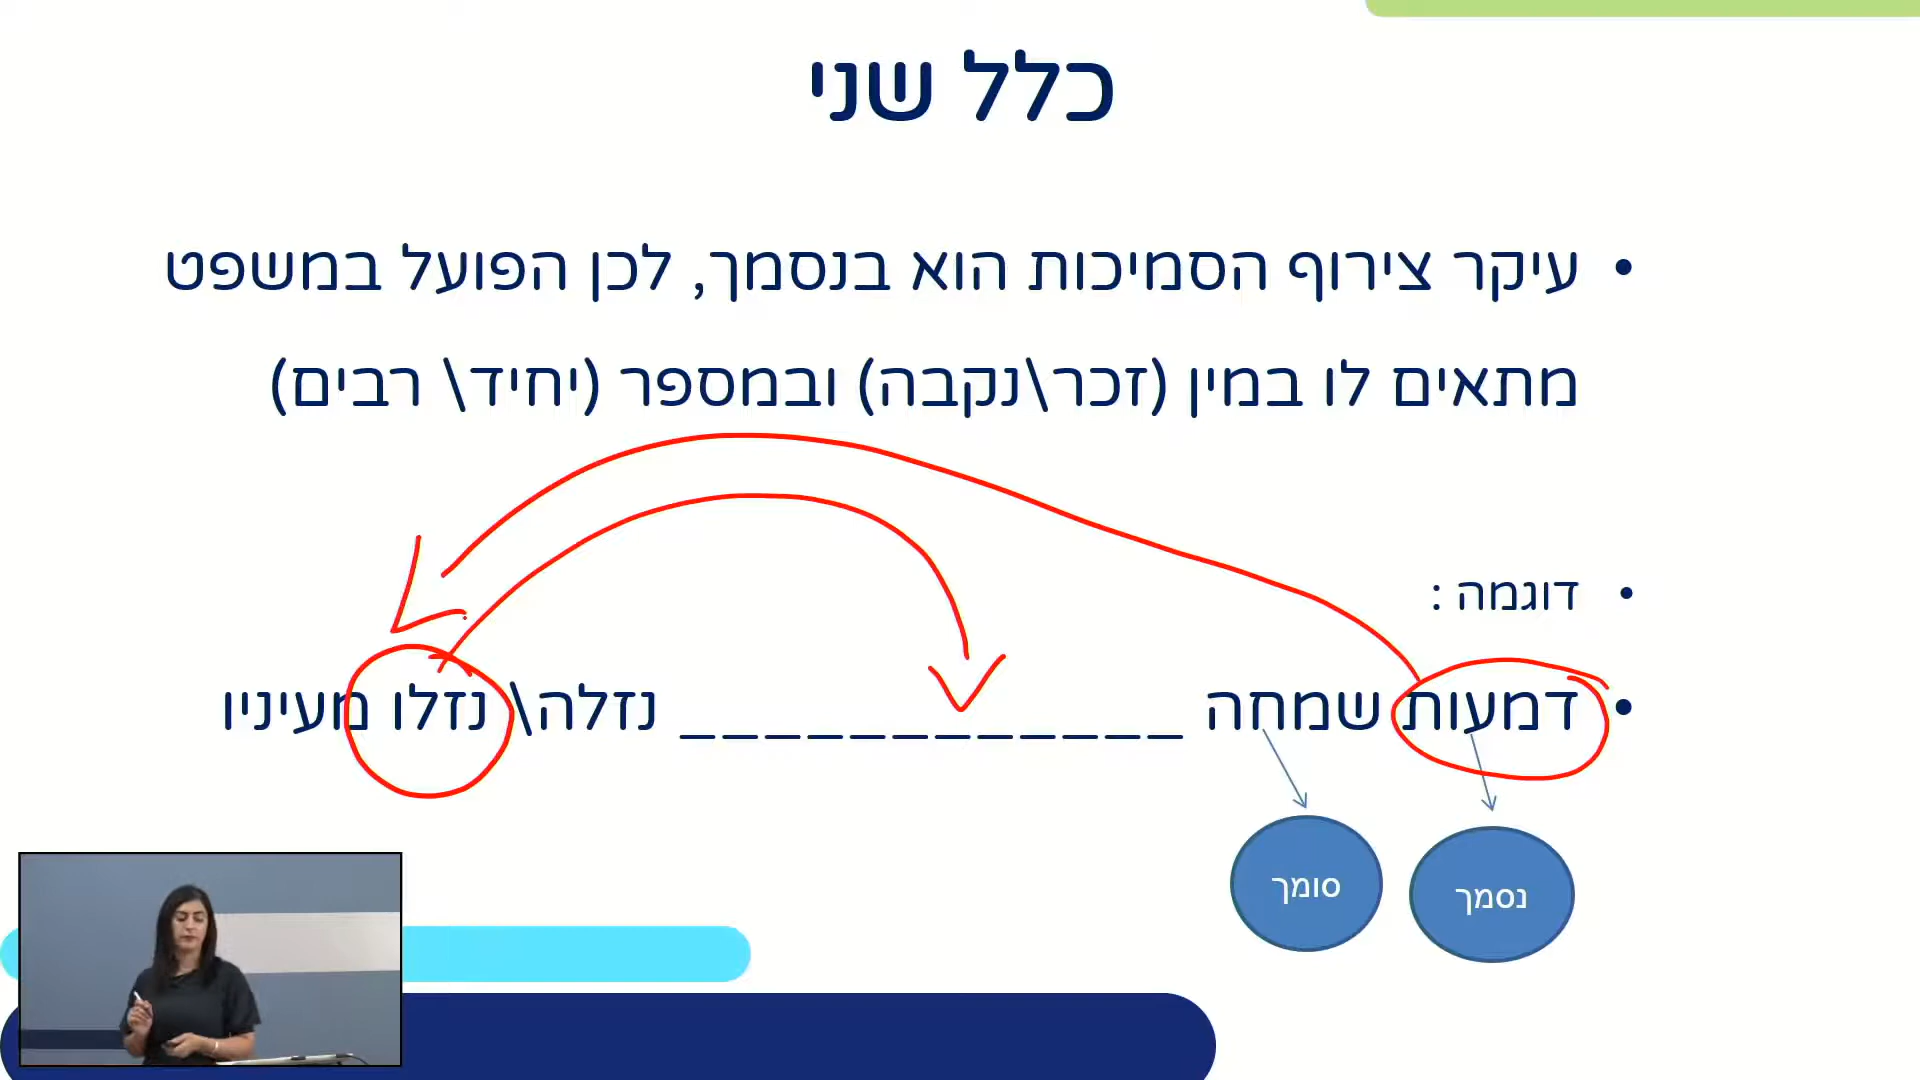 כלל שני
• עיקר צירוף הסמיכות הוא בנסמך, לכן הפועל במשפט
מתאים לו במין (זכר\נקבה) ובמספר (יחיד\ רבים)
• דוגמה :
• דמעות שמחה _ _ _ _ _ _ _ _ _ _ _ _ נזלה\ נזלו מעיניו
נסמך
סומך